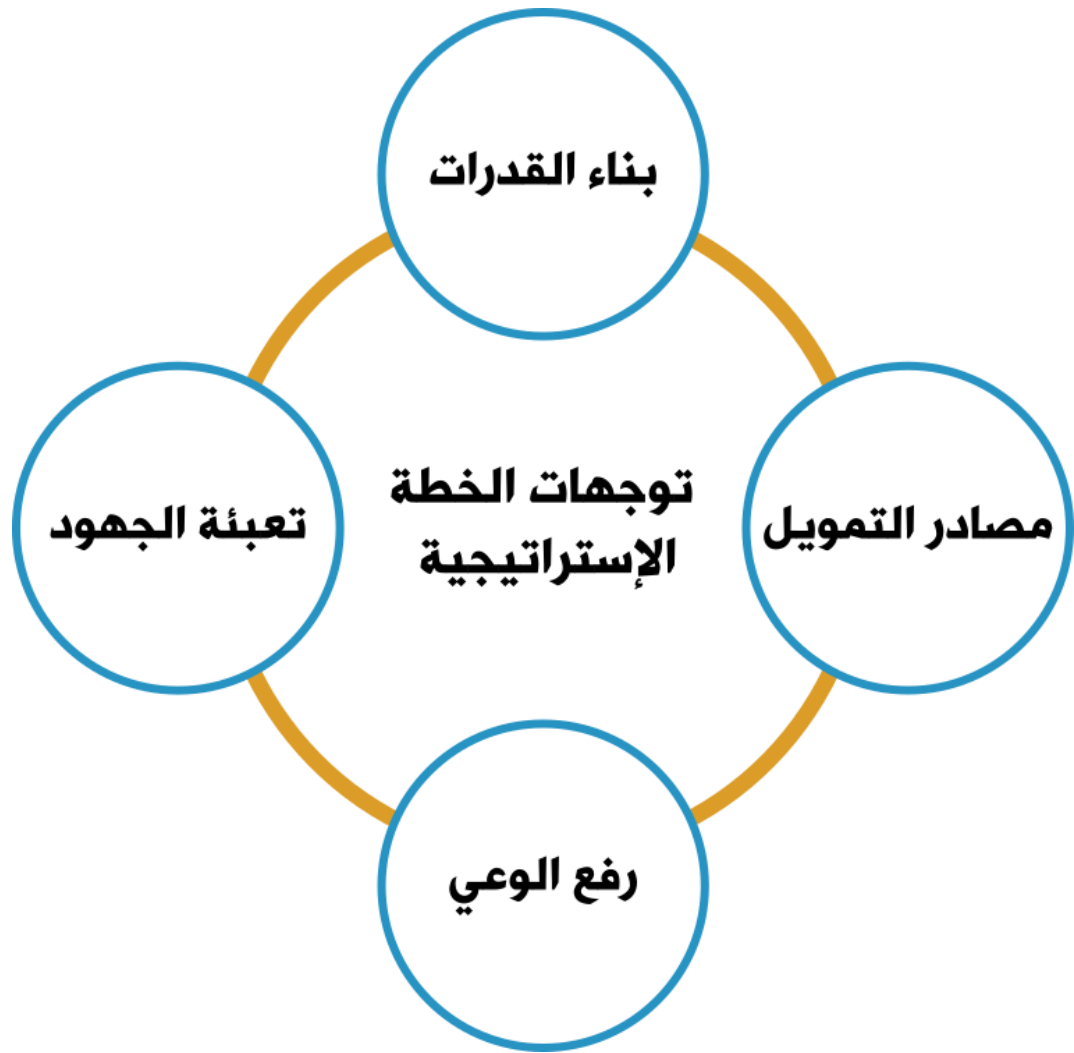 بناء القدرات
توجهات الخطة
الإستراتيجية
مصادر التمويل
تعبئة الجهود
رفع الوعي